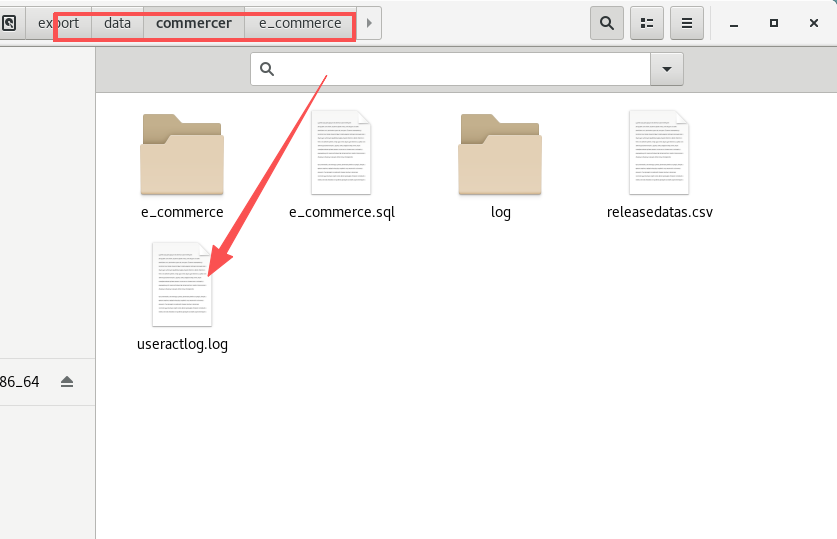 export data commercer e_commerce
e_commerce e_commerce.sql log releasedatas.csv
useractlog.log
86_64